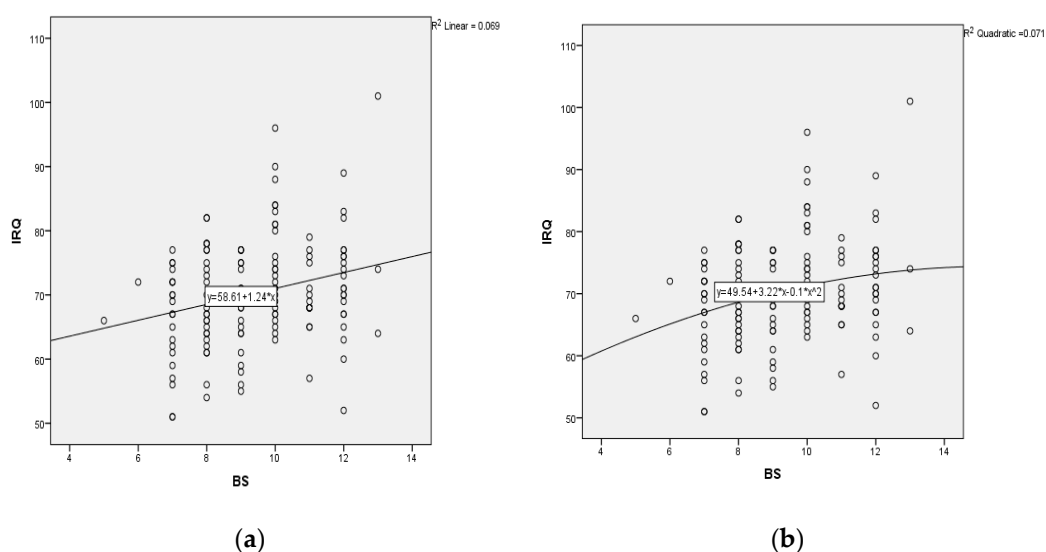 R2 Linear = 0.069
110
100
90
80
70
60
50
IRQ
y=58.61+1.24*x
4
6
8
10
12
14
BS
(a)
R2 Quadratic =0.071
110
100
90
80
70
60
50
IRQ
y=49.54+3.22*x-0.1*x^2
4
6
8
10
12
14
BS
(b)